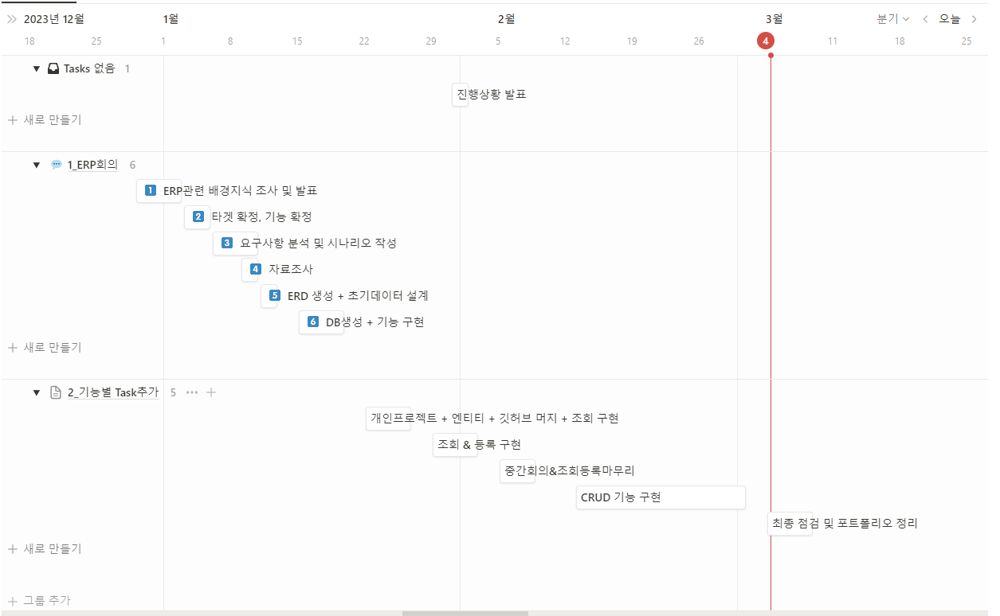 2023년 12월 1월 2월 3월 분기 오늘
18 25 1 8 15 22 29 5 12 19 26 4 11 18 25
Tasks 없음 1
진행상황 발표
새로 만들기
1_ERP회의 6
1 ERP관련 배경지식 조사 및 발표
2 타겟 확정, 기능 확정
3 요구사항 분석 및 시나리오 작성
4 자료조사
5 ERD 생성 + 초기데이터 설계
6 DB생성 + 기능 구현
새로 만들기
2_기능별 Task추가 5
개인프로젝트 + 엔티티 + 깃허브 머지 + 조회 구현
조회 & 등록 구현
중간회의&조회등록마무리
CRUD 기능 구현
최종 점검 및 포트폴리오 정리
새로 만들기
그룹 추가